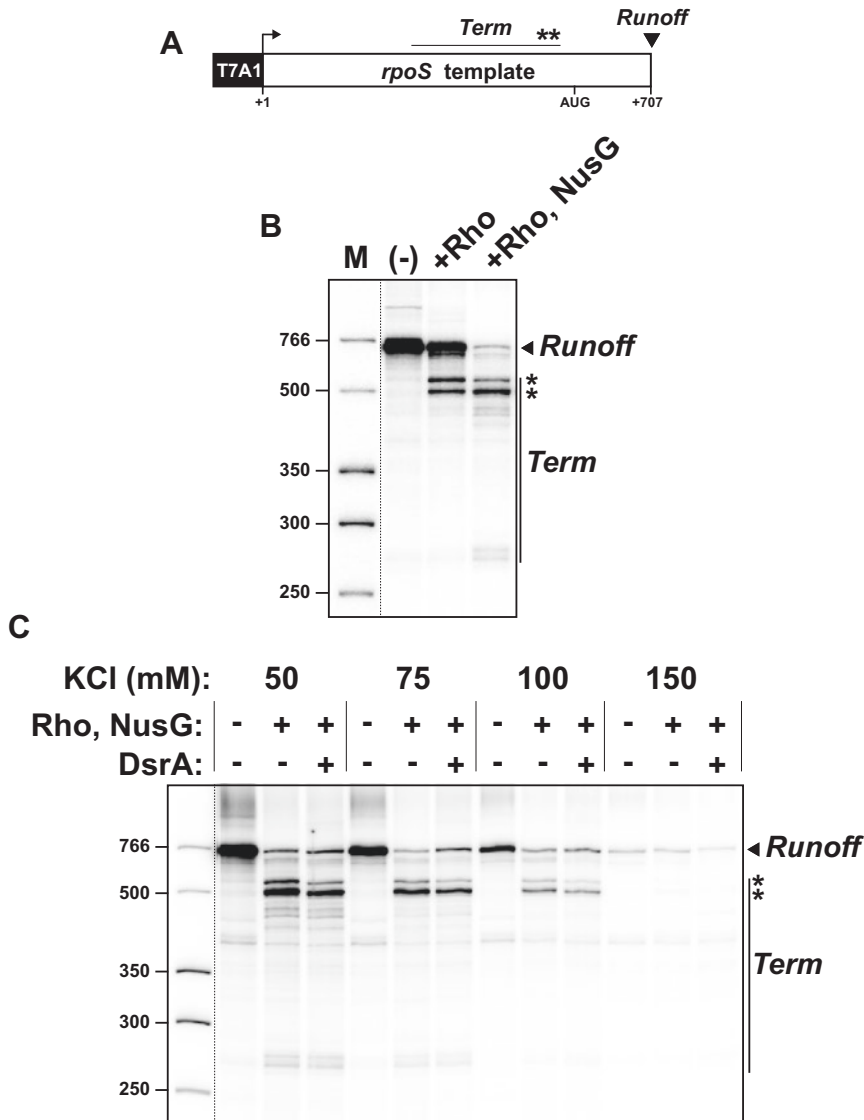 A
Term
**
Runoff
T7A1
rpoS template
+1
AUG
+707
B
M (-) +Rho +Rho, NusG
766
Runoff
500
*
*
350
Term
300
250
C
KCl (mM): 50 75 100 150
Rho, NusG: - + + - + + - + + - + +
DsrA: - - + - - + - - + - - +
766
Runoff
500
*
*
350
Term
300
250